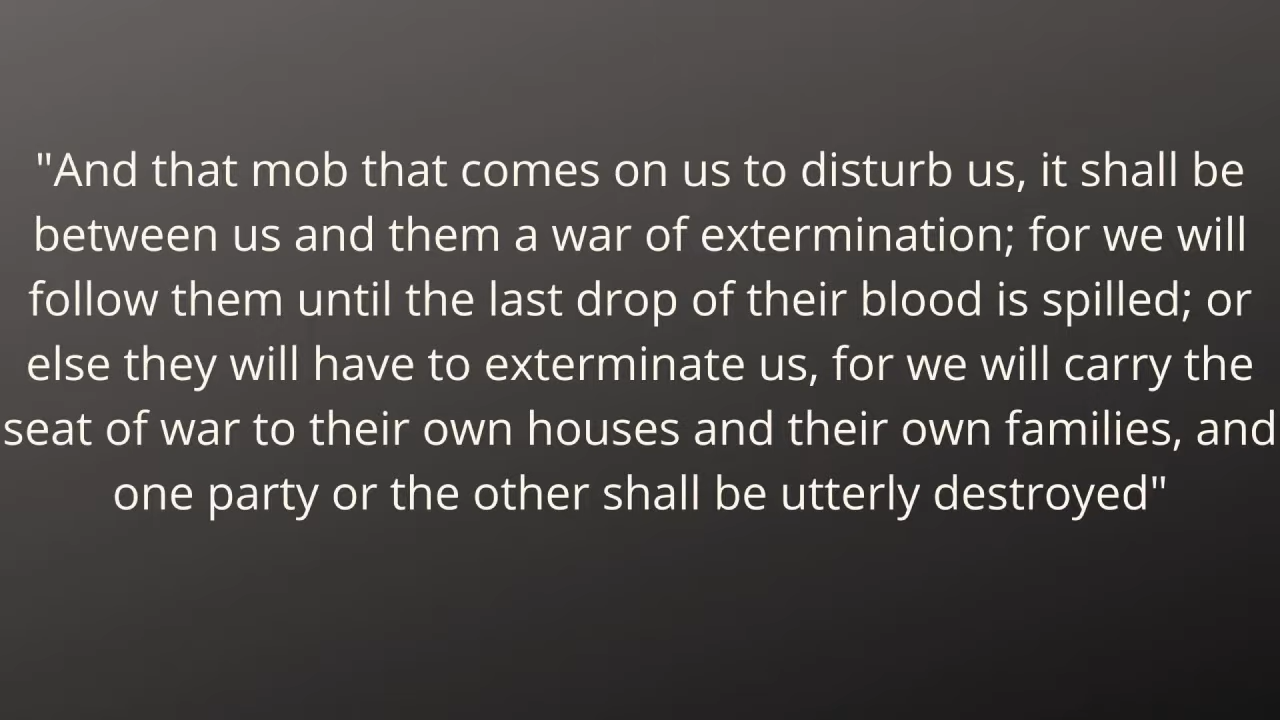 "And that mob that comes on us to disturb us, it shall be
between us and them a war of extermination; for we will
follow them until the last drop of their blood is spilled; or
else they will have to exterminate us, for we will carry the
seat of war to their own houses and their own families, and
one party or the other shall be utterly destroyed"